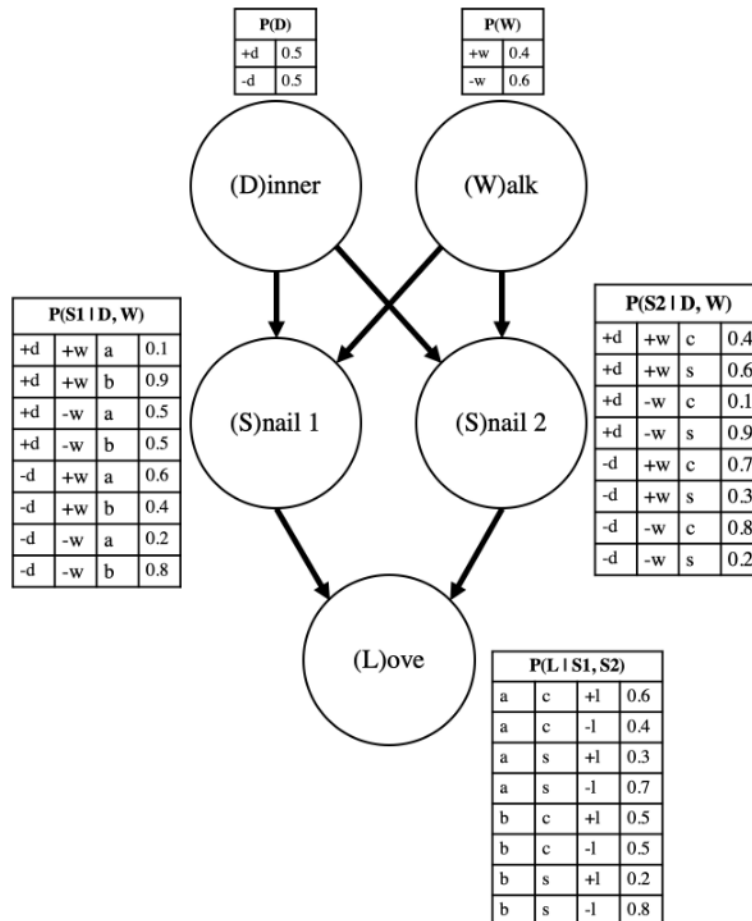 P(D)
+d 0.5
-d 0.5
P(W)
+w 0.4
-w 0.6
(D)inner
(W)alk
P(S1 | D, W)
+d +w a 0.1
+d +w b 0.9
+d -w a 0.5
+d -w b 0.5
-d +w a 0.6
-d +w b 0.4
-d -w a 0.2
-d -w b 0.8
P(S2 | D, W)
+d +w c 0.4
+d +w s 0.6
+d -w c 0.1
+d -w s 0.9
-d +w c 0.7
-d +w s 0.3
-d -w c 0.8
-d -w s 0.2
(S)nail 1
(S)nail 2
(L)ove
P(L | S1, S2)
a c +l 0.6
a c -l 0.4
a s +l 0.3
a s -l 0.7
b c +l 0.5
b c -l 0.5
b s +l 0.2
b s -l 0.8